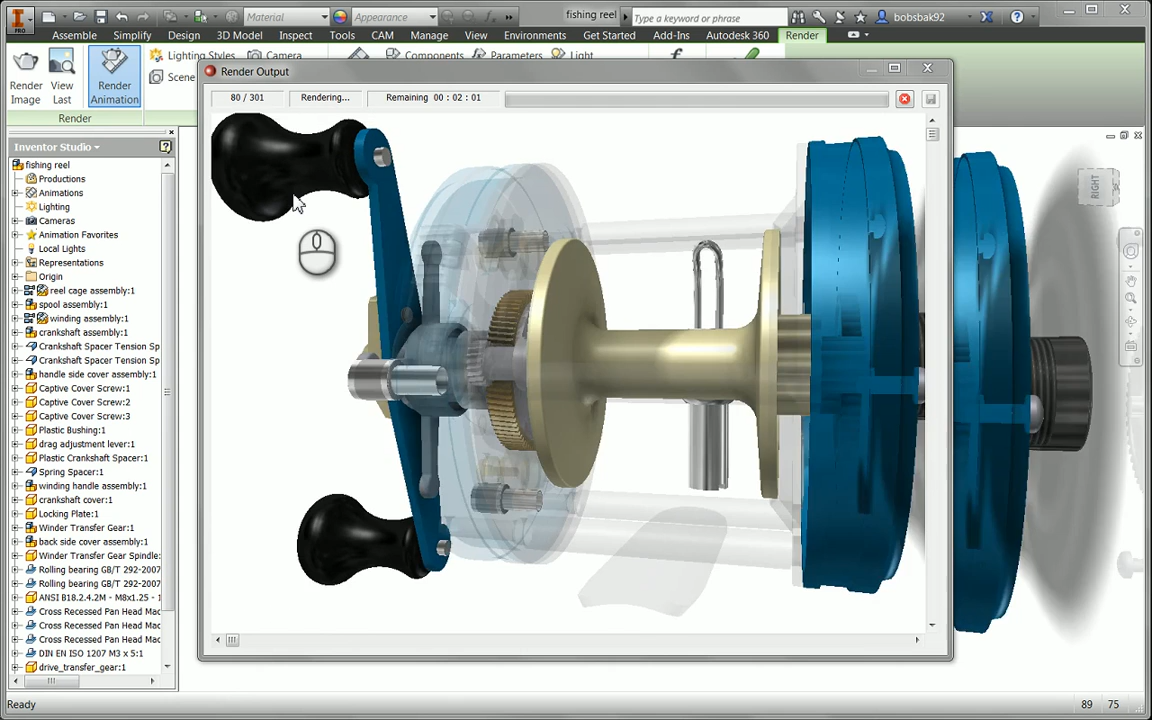 Material
Appearance
fishing reel
Type a keyword or phrase
bobsbak92
PRO
Assemble Simplify Design 3D Model Inspect Tools CAM Manage View Environments Get Started Add-Ins Autodesk 360 Render
Render Image
View Last
Render Animation
Lighting Styles
Camera
Scene
Components
Parameters
Light
Render
Render Output
80 / 301
Rendering...
Remaining 00 : 02 : 01
RIGHT
Inventor Studio
fishing reel
Productions
Animations
Lighting
Cameras
Animation Favorites
Local Lights
Representations
Origin
reel cage assembly:1
spool assembly:1
winding assembly:1
crankshaft assembly:1
Crankshaft Spacer Tension Sp
Crankshaft Spacer Tension Sp
handle side cover assembly:1
Captive Cover Screw:1
Captive Cover Screw:2
Captive Cover Screw:3
Plastic Bushing:1
drag adjustment lever:1
Plastic Crankshaft Spacer:1
Spring Spacer:1
winding handle assembly:1
crankshaft cover:1
Locking Plate:1
Winder Transfer Gear:1
back side cover assembly:1
Winder Transfer Gear Spindle:
Rolling bearing GB/T 292-2007
Rolling bearing GB/T 292-2007
ANSI B18.2.4.2M - M8x1.25 - 1
Cross Recessed Pan Head Mac
Cross Recessed Pan Head Mac
Cross Recessed Pan Head Mac
DIN EN ISO 1207 M3 x 5:1
drive_transfer_gear:1
Ready
89 75